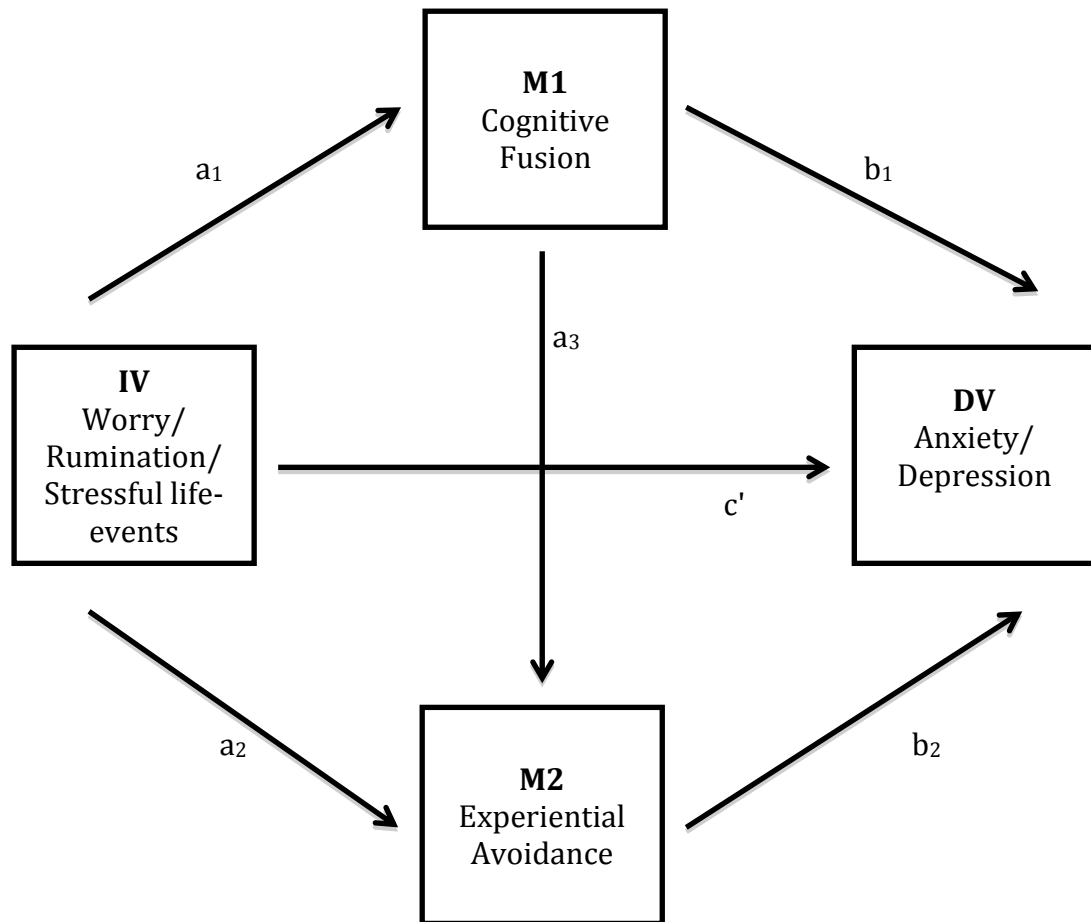 M1
Cognitive
Fusion
a₁
b₁
a₃
IV
Worry/
Rumination/
Stressful life-
events
DV
Anxiety/
Depression
c'
a₂
b₂
M2
Experiential
Avoidance